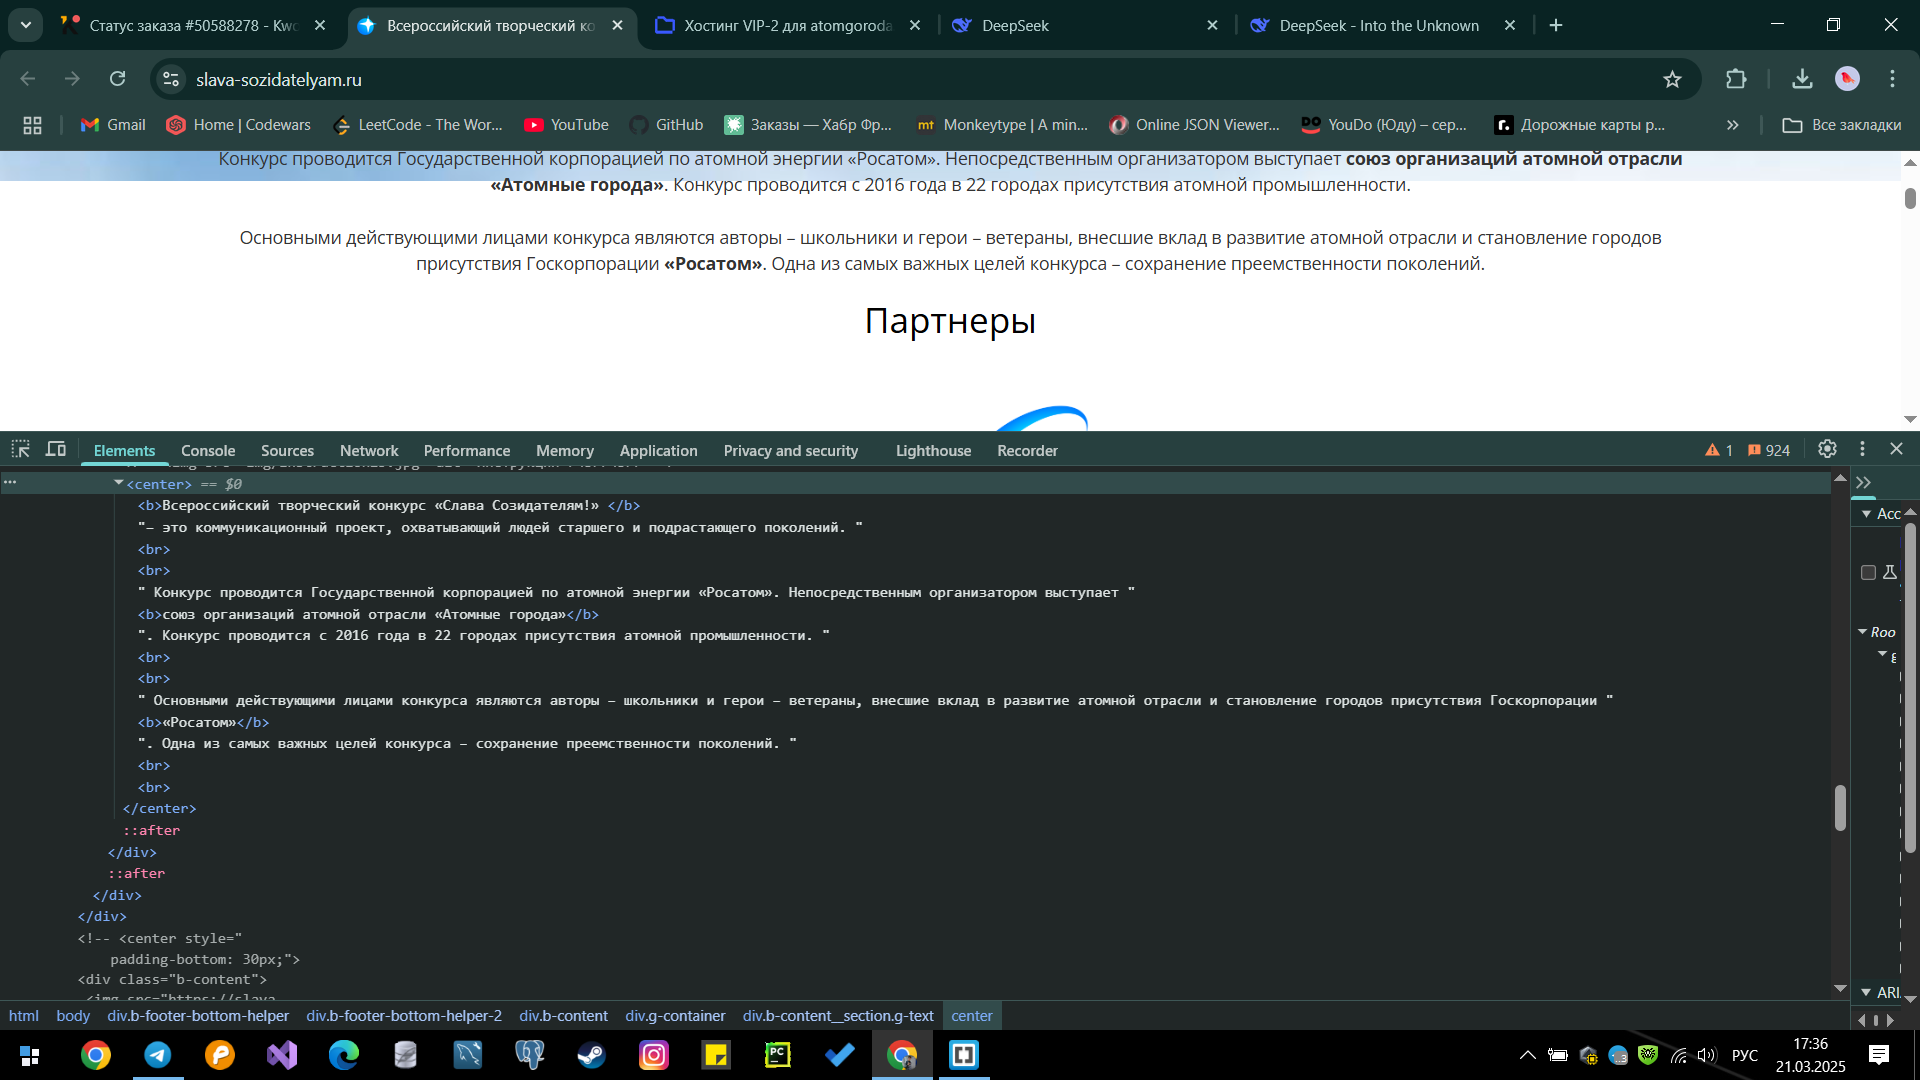 Статус заказа #50588278 - Kwc
Всероссийский творческий ко
Хостинг VIP-2 для atomgoroda
DeepSeek
DeepSeek - Into the Unknown
slava-sozidatelyam.ru
Gmail
Home | Codewars
LeetCode - The Wor...
YouTube
GitHub
Заказы — Хабр Фр...
mt
Monkeytype | A min...
Online JSON Viewer...
DO
YouDo (Юду) – сер...
r.
Дорожные карты р...
Все закладки
Конкурс проводится Государственной корпорацией по атомной энергии «Росатом». Непосредственным организатором выступает союз организаций атомной отрасли
«Атомные города». Конкурс проводится с 2016 года в 22 городах присутствия атомной промышленности.
Основными действующими лицами конкурса являются авторы – школьники и герои – ветераны, внесшие вклад в развитие атомной отрасли и становление городов
присутствия Госкорпорации «Росатом». Одна из самых важных целей конкурса – сохранение преемственности поколений.
Партнеры
Elements
Console
Sources
Network
Performance
Memory
Application
Privacy and security
Lighthouse
Recorder
1
924
<center> == $0
<b>Всероссийский творческий конкурс «Слава Созидателям!» </b>
"– это коммуникационный проект, охватывающий людей старшего и подрастающего поколений. "
<br>
<br>
" Конкурс проводится Государственной корпорацией по атомной энергии «Росатом». Непосредственным организатором выступает "
<b>союз организаций атомной отрасли «Атомные города»</b>
". Конкурс проводится с 2016 года в 22 городах присутствия атомной промышленности. "
<br>
<br>
" Основными действующими лицами конкурса являются авторы – школьники и герои – ветераны, внесшие вклад в развитие атомной отрасли и становление городов присутствия Госкорпорации "
<b>«Росатом»</b>
". Одна из самых важных целей конкурса – сохранение преемственности поколений. "
<br>
<br>
</center>
::after
</div>
::after
</div>
</div>
<!-- <center style="
padding-bottom: 30px;">
<div class="b-content">
<img src="https://slava
Acc
Roo
ARI
html
body
div.b-footer-bottom-helper
div.b-footer-bottom-helper-2
div.b-content
div.g-container
div.b-content__section.g-text
center
PC
РУС
17:36
21.03.2025